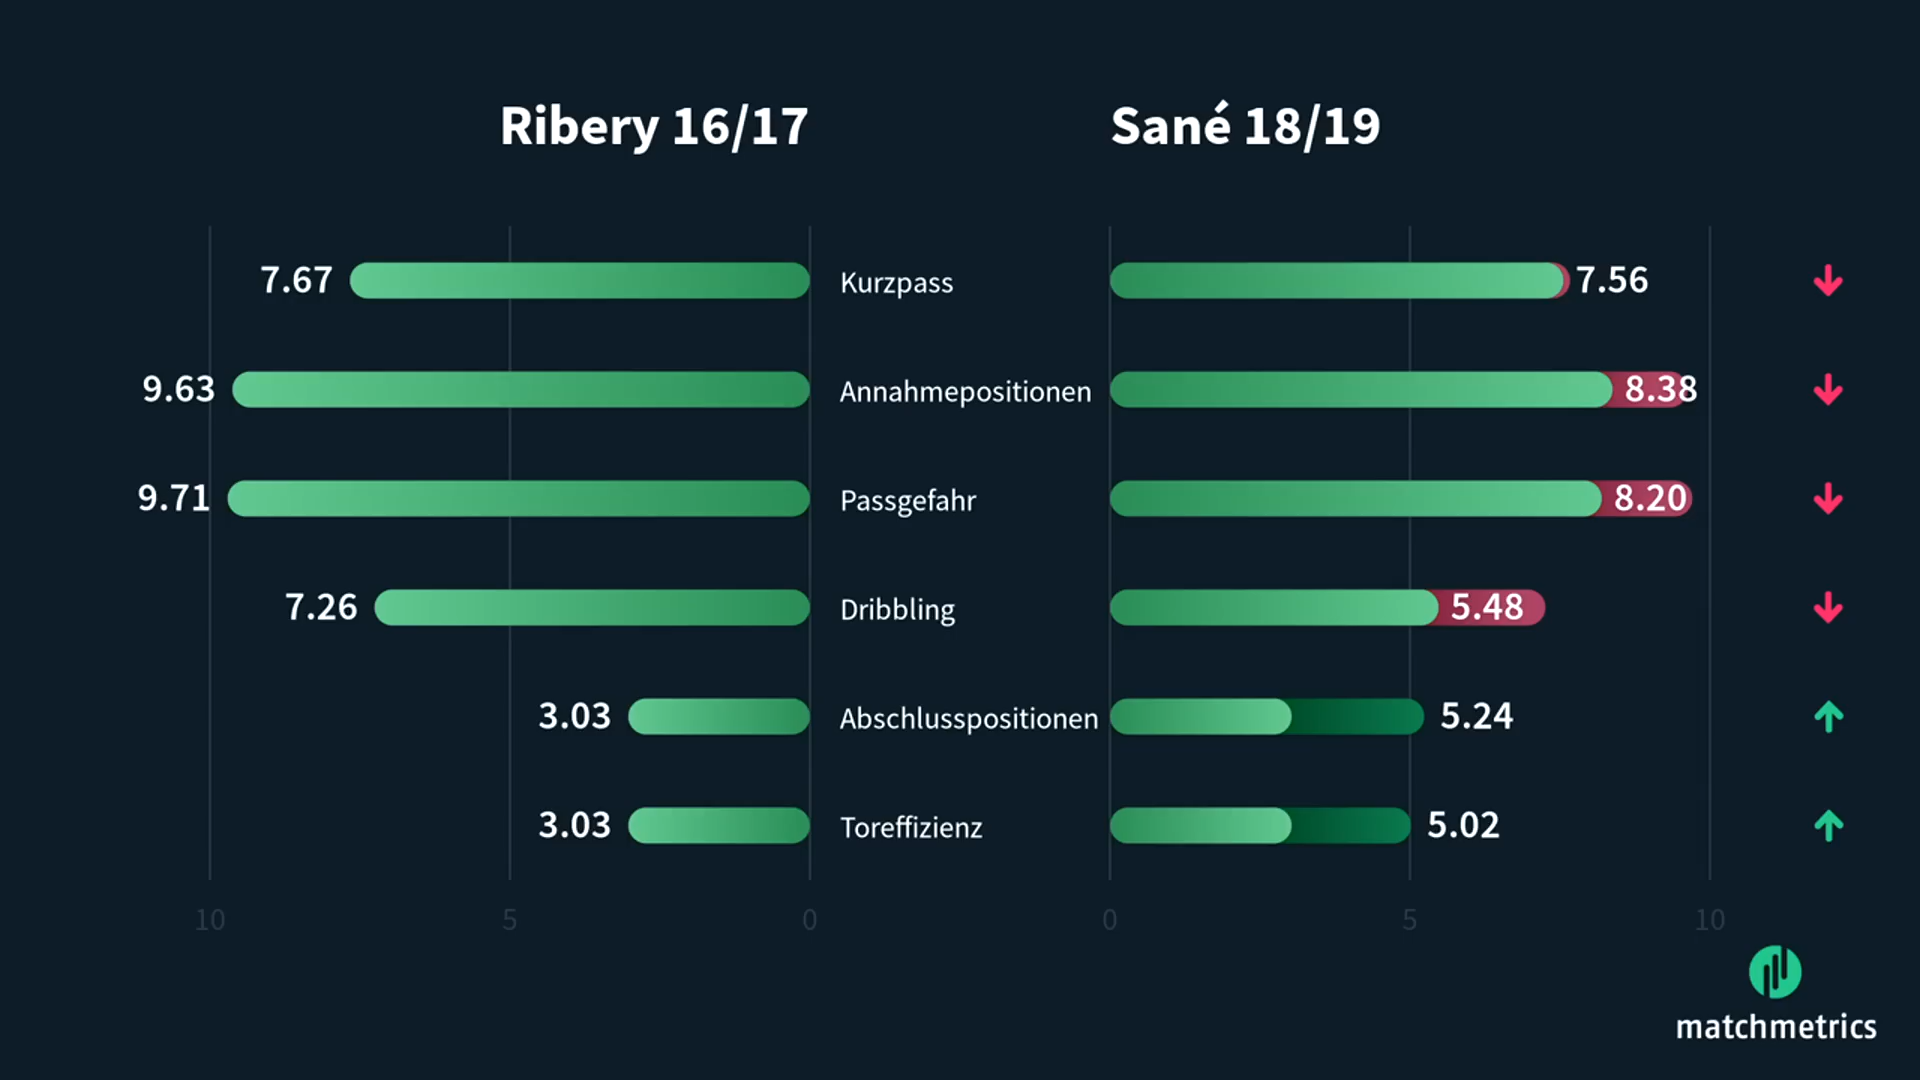 Ribery 16/17
Sané 18/19
7.67 Kurzpass 7.56
9.63 Annahmepositionen 8.38
9.71 Passgefahr 8.20
7.26 Dribbling 5.48
3.03 Abschlusspositionen 5.24
3.03 Toreffizienz 5.02
10 5 0 0 5 10
matchmetrics